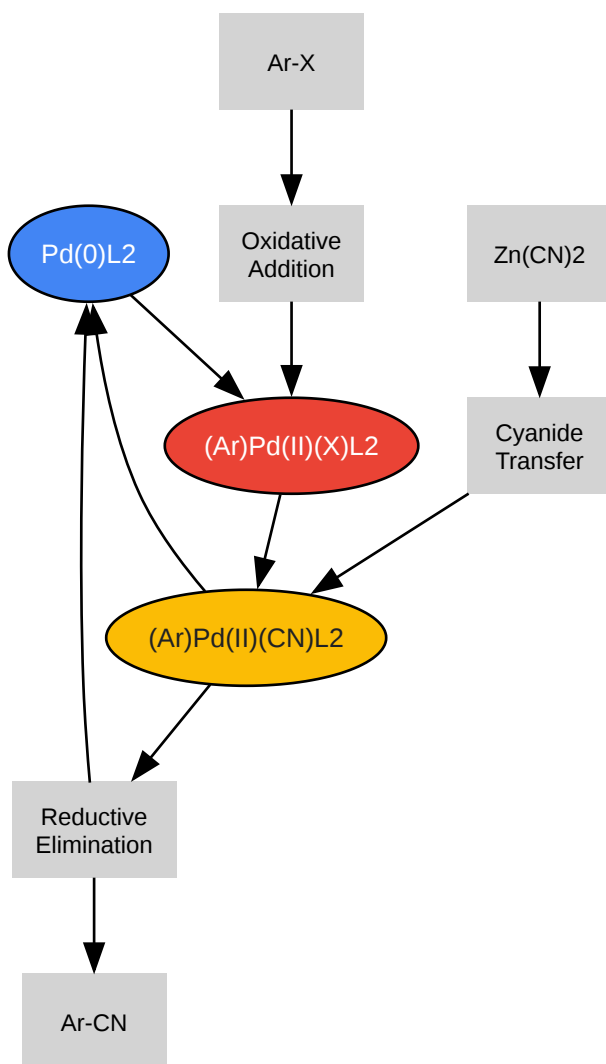 Ar-X
Pd(0)L2
Oxidative
Addition
Zn(CN)2
(Ar)Pd(II)(X)L2
Cyanide
Transfer
(Ar)Pd(II)(CN)L2
Reductive
Elimination
Ar-CN